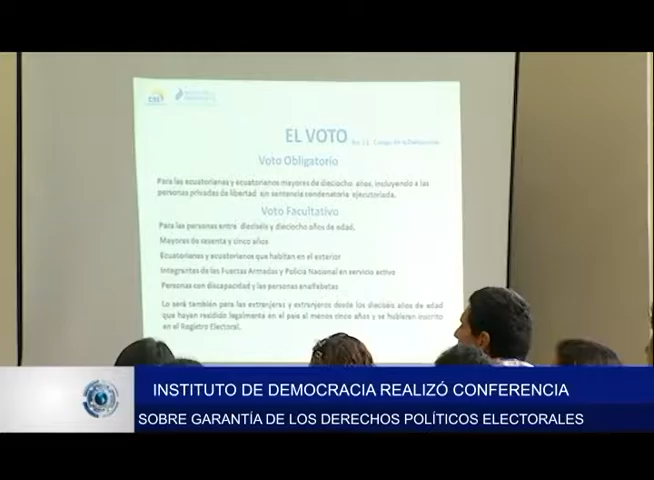 EL VOTO
Voto Obligatorio
Para las ecuatorianas y ecuatorianos mayores de dieciocho años, incluyendo a las
personas privadas de libertad sin sentencia condenatoria ejecutoriada.
Voto Facultativo
Para las personas entre dieciséis y dieciocho años de edad.
Mayores de sesenta y cinco años
Ecuatorianas y ecuatorianos que habitan en el exterior
Integrantes de las Fuerzas Armadas y Policía Nacional en servicio activo
Personas con discapacidad y las personas analfabetas
Lo será también para las extranjeras y extranjeros desde los dieciséis años de edad
que hayan residido legalmente en el país al menos cinco años y se hubieren inscrito
en el Registro Electoral.
INSTITUTO DE DEMOCRACIA REALIZÓ CONFERENCIA
SOBRE GARANTÍA DE LOS DERECHOS POLÍTICOS ELECTORALES